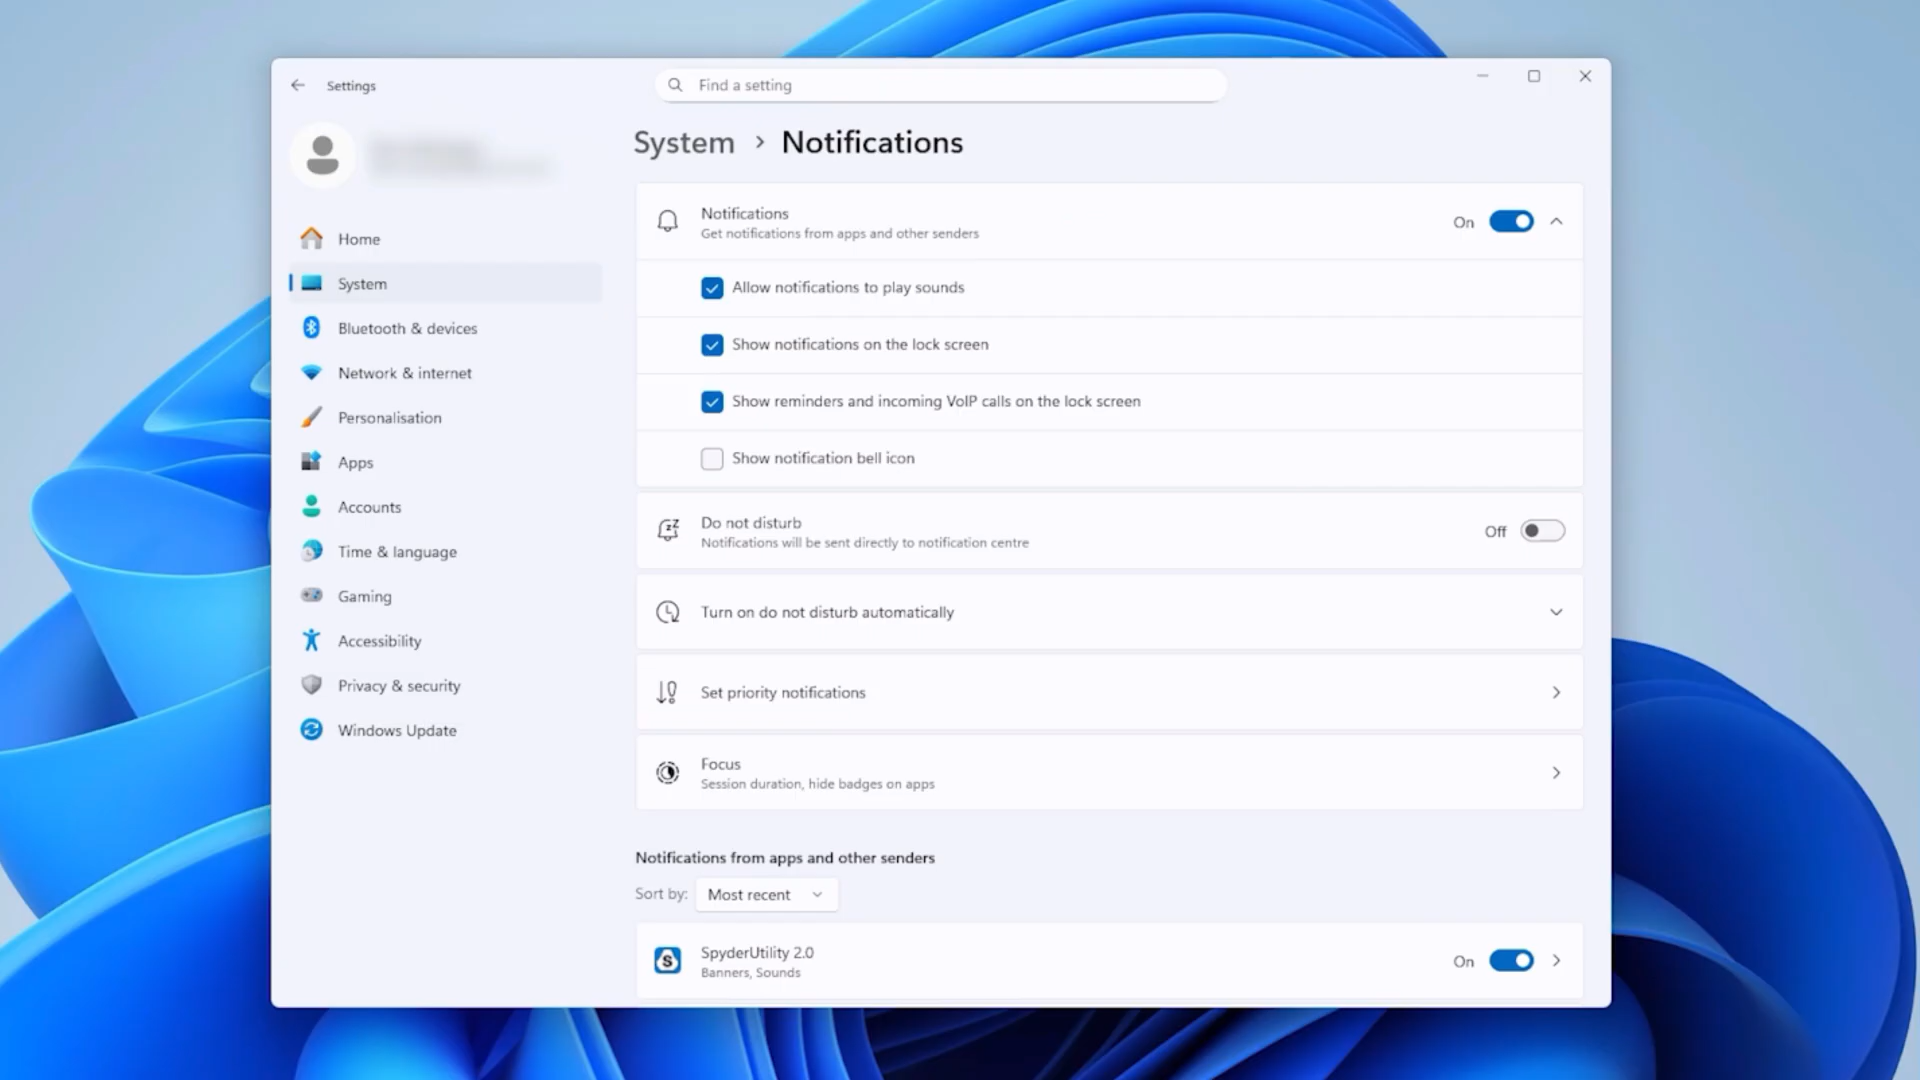 Settings
Find a setting
System > Notifications
Home
System
Bluetooth & devices
Network & internet
Personalisation
Apps
Accounts
Time & language
Gaming
Accessibility
Privacy & security
Windows Update
Notifications
Get notifications from apps and other senders
On
Allow notifications to play sounds
Show notifications on the lock screen
Show reminders and incoming VoIP calls on the lock screen
Show notification bell icon
Do not disturb
Notifications will be sent directly to notification centre
Off
Turn on do not disturb automatically
Set priority notifications
Focus
Session duration, hide badges on apps
Notifications from apps and other senders
Sort by: Most recent
SpyderUtility 2.0
Banners, Sounds
On